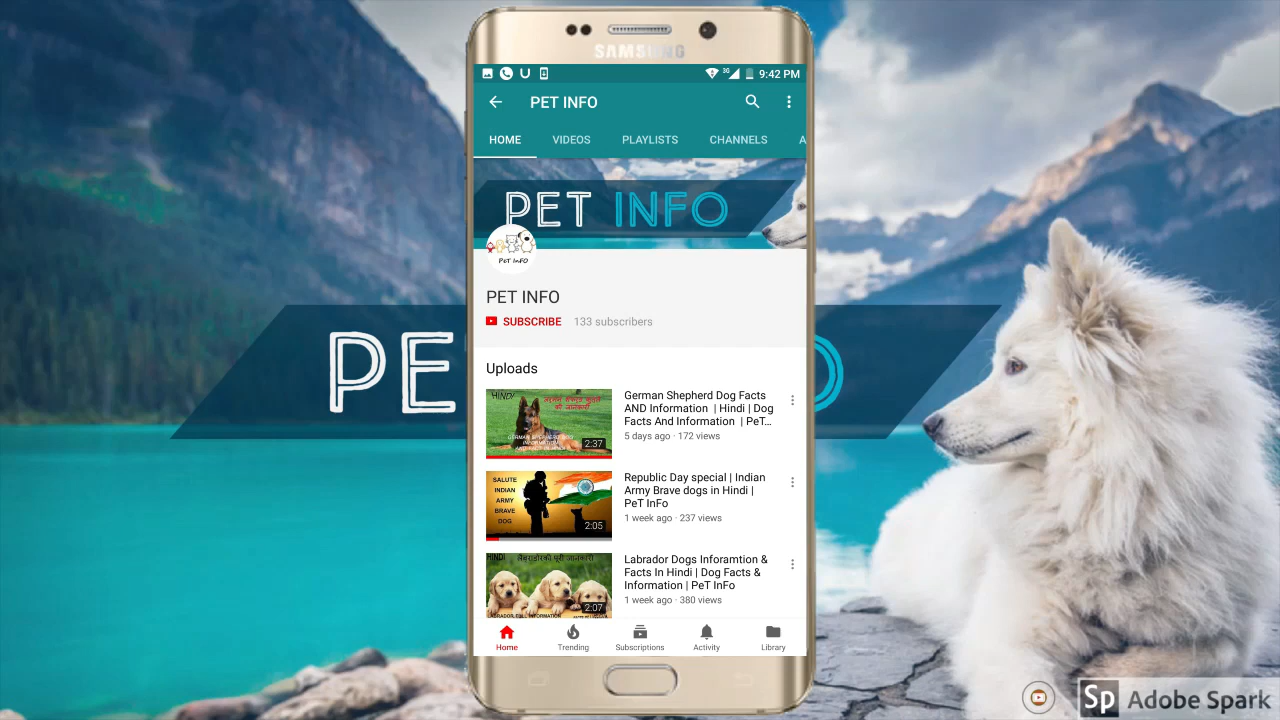 SAMSUNG
9:42 PM
PET INFO
HOME VIDEOS PLAYLISTS CHANNELS A
PET INFO
PeT InFO
PET INFO
SUBSCRIBE 133 subscribers
Uploads
HINDI
2:37
German Shepherd Dog Facts
AND Information | Hindi | Dog
Facts And Information | PeT...
5 days ago · 172 views
SALUTE
INDIAN
ARMY
BRAVE
DOG
2:05
Republic Day special | Indian
Army Brave dogs in Hindi |
PeT InFo
1 week ago · 237 views
HINDI
2:07
Labrador Dogs Inforamtion &
Facts In Hindi | Dog Facts &
Information | PeT InFo
1 week ago · 380 views
Home Trending Subscriptions Activity Library
PE O
Sp Adobe Spark